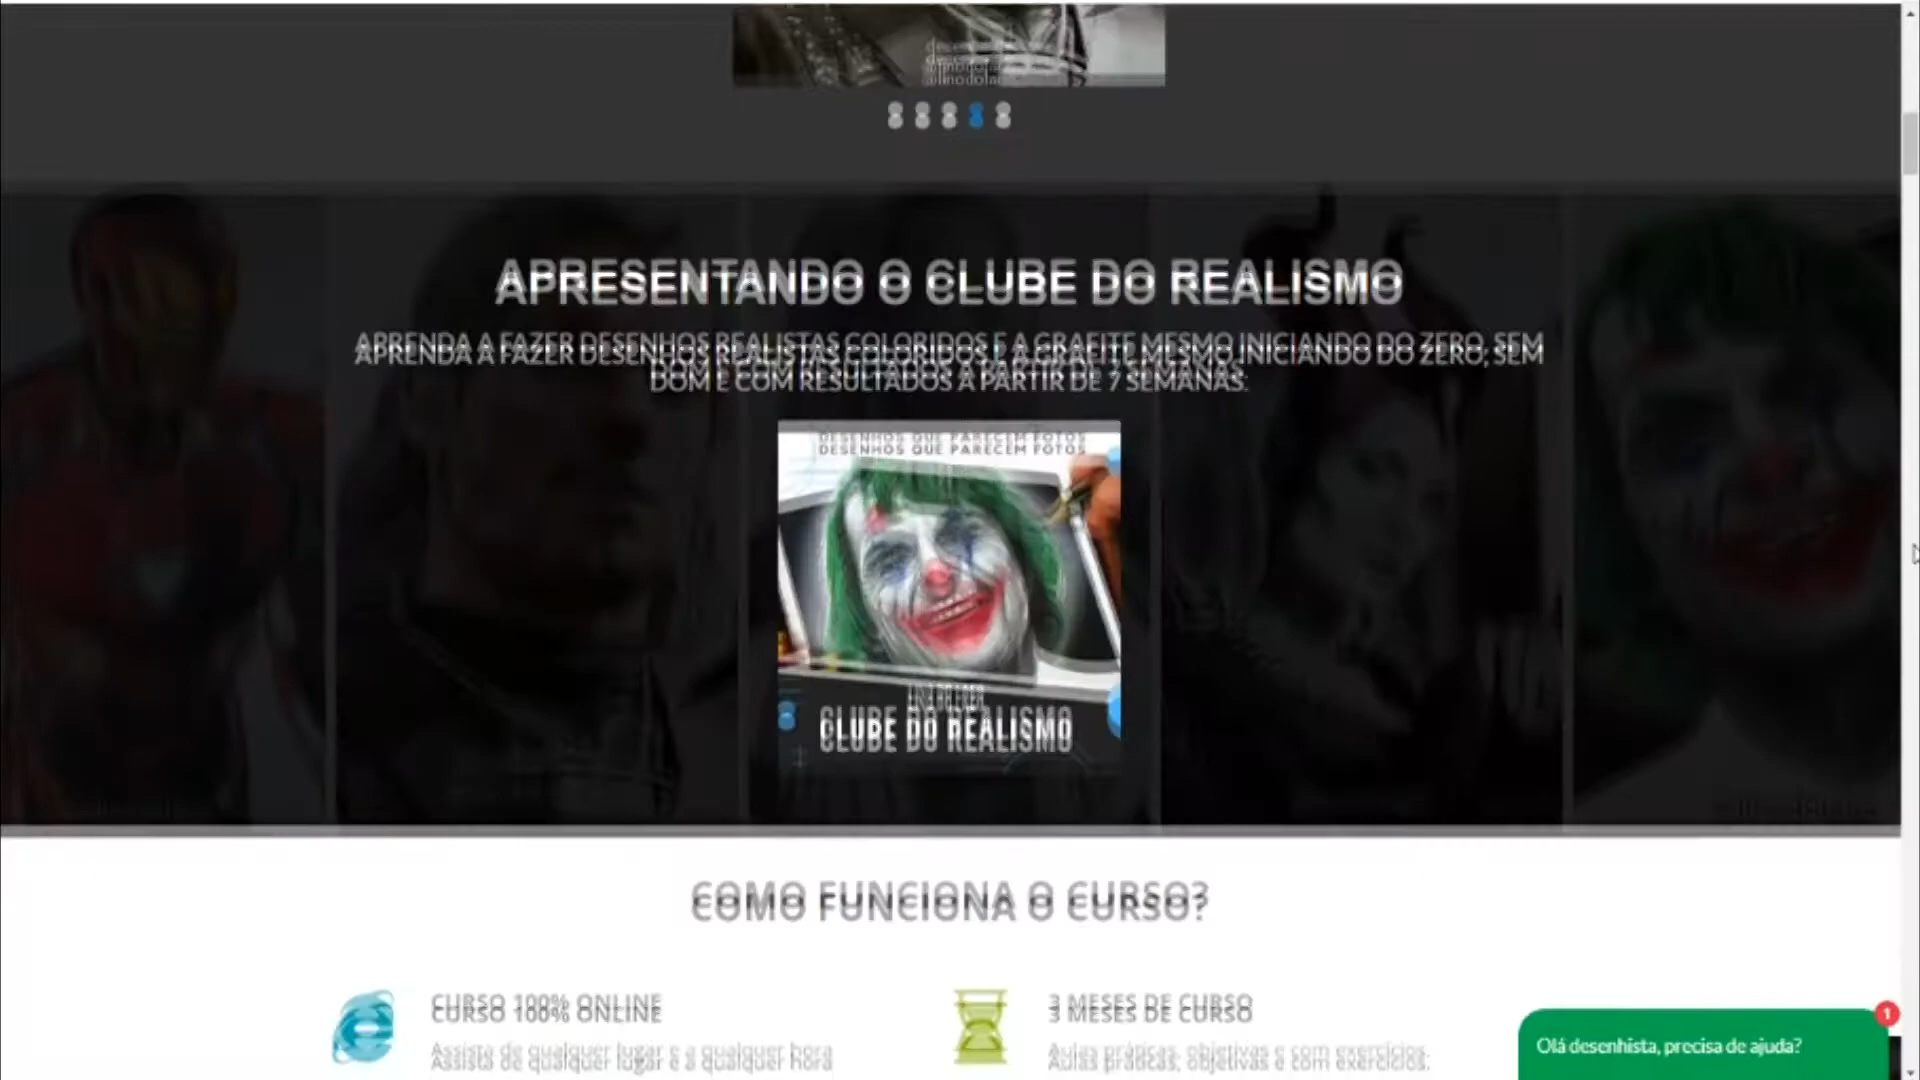 APRESENTANDO O CLUBE DO REALISMO
APRENDA A FAZER DESENHOS REALISTAS COLORIDOS E A GRAFITE MESMO INICIANDO DO ZERO, SEM
DOM E COM RESULTADOS A PARTIR DE 7 SEMANAS.
DESENHOS QUE PARECEM FOTOS
CLUBE DO REALISMO
COMO FUNCIONA O CURSO?
CURSO 100% ONLINE
Assista de qualquer lugar e a qualquer hora
3 MESES DE CURSO
Aulas práticas, objetivas e com exercícios.
1
Olá desenhista, precisa de ajuda?